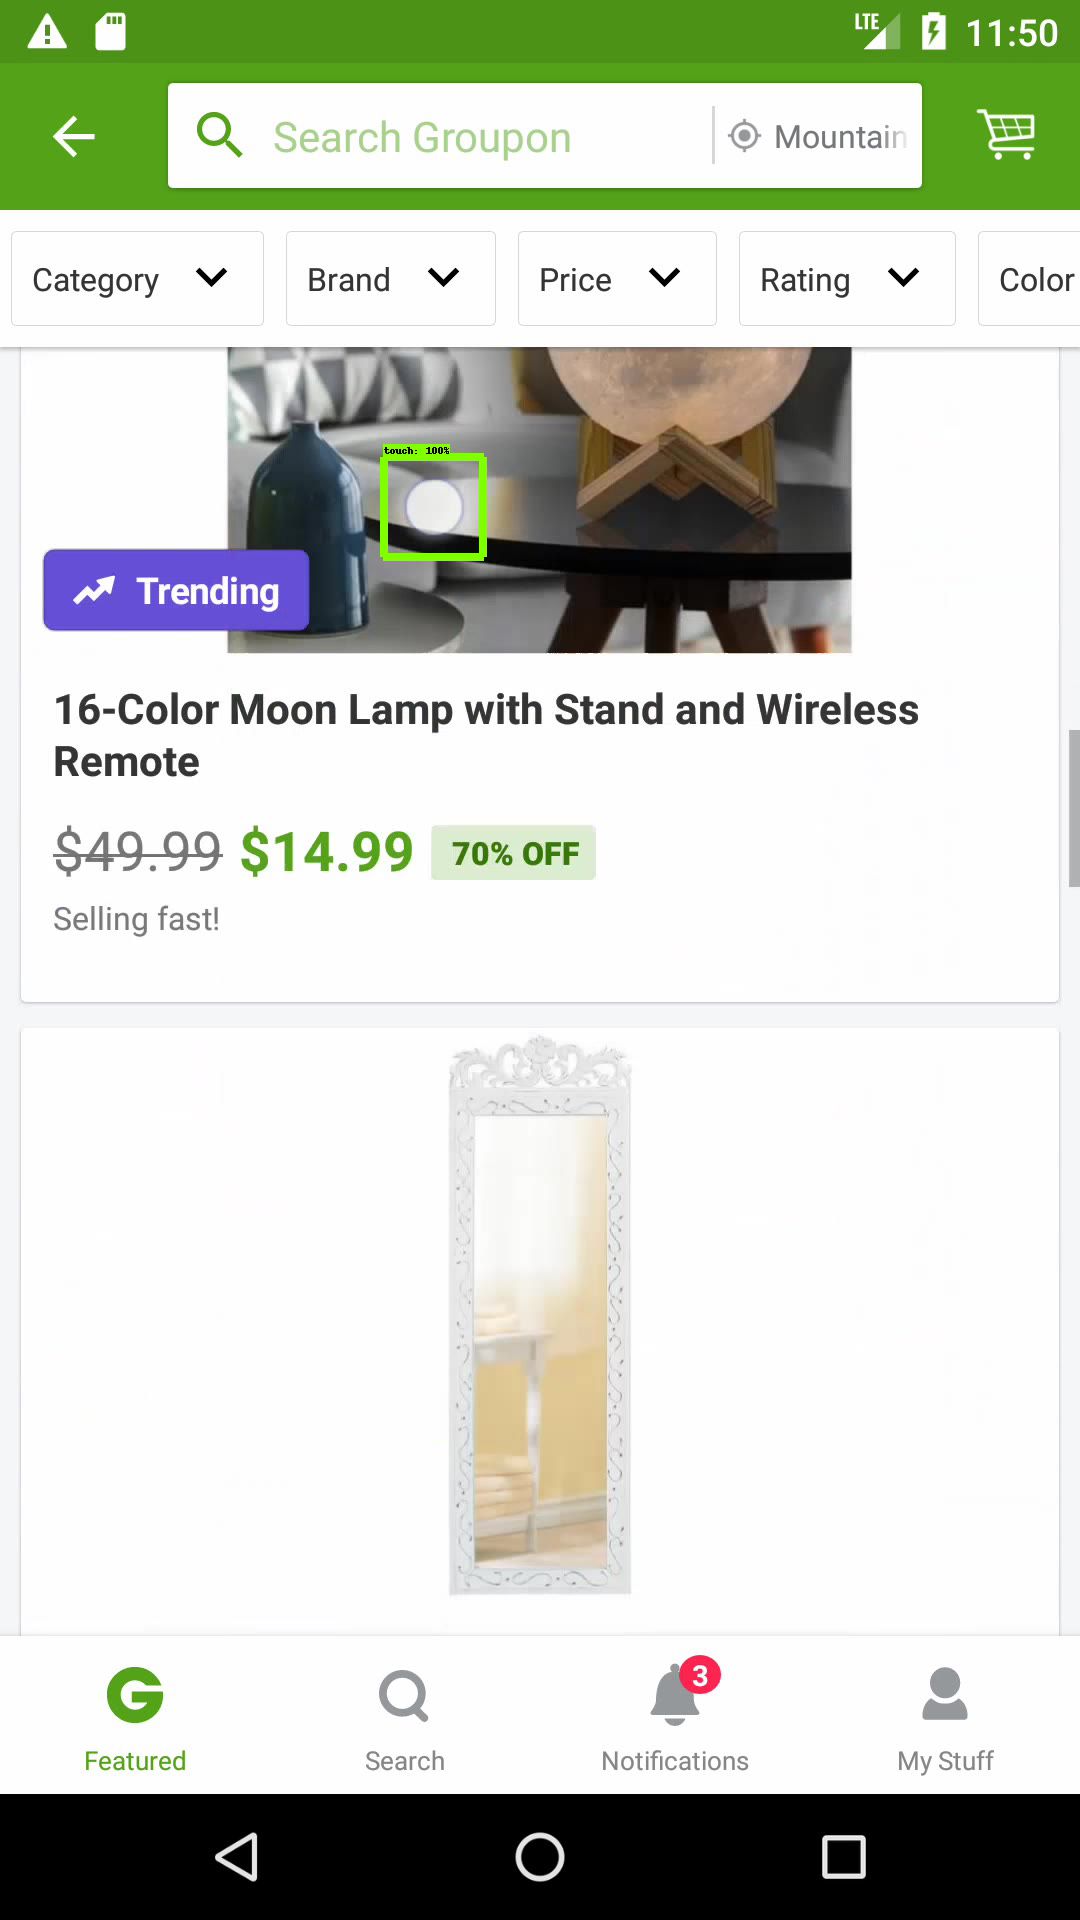 LTE 11:50
Search Groupon Mountain
Category Brand Price Rating Color
touch: 100%
Trending
16-Color Moon Lamp with Stand and Wireless
Remote
$49.99 $14.99 70% OFF
Selling fast!
G 3
Featured Search Notifications My Stuff